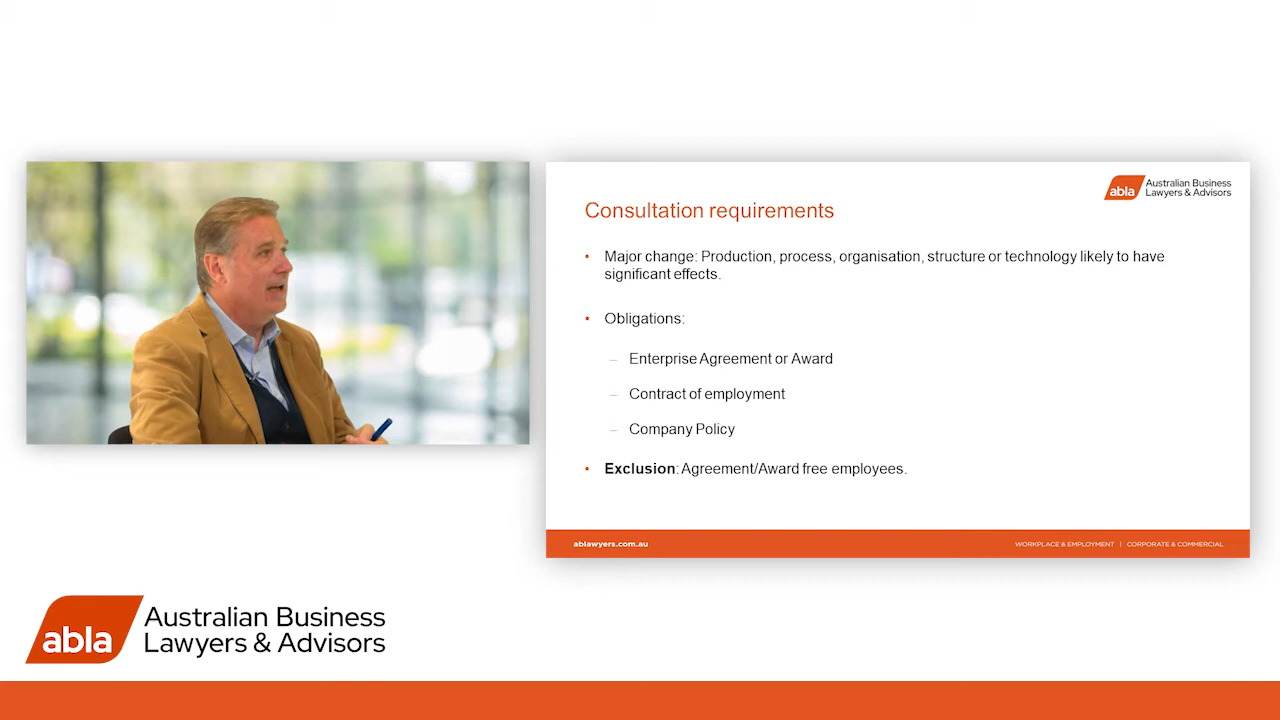 abla
Australian Business
Lawyers & Advisors
Consultation requirements
• Major change: Production, process, organisation, structure or technology likely to have
significant effects.
• Obligations:
– Enterprise Agreement or Award
– Contract of employment
– Company Policy
• Exclusion: Agreement/Award free employees.
ablawyers.com.au
WORKPLACE & EMPLOYMENT | CORPORATE & COMMERCIAL
abla
Australian Business
Lawyers & Advisors